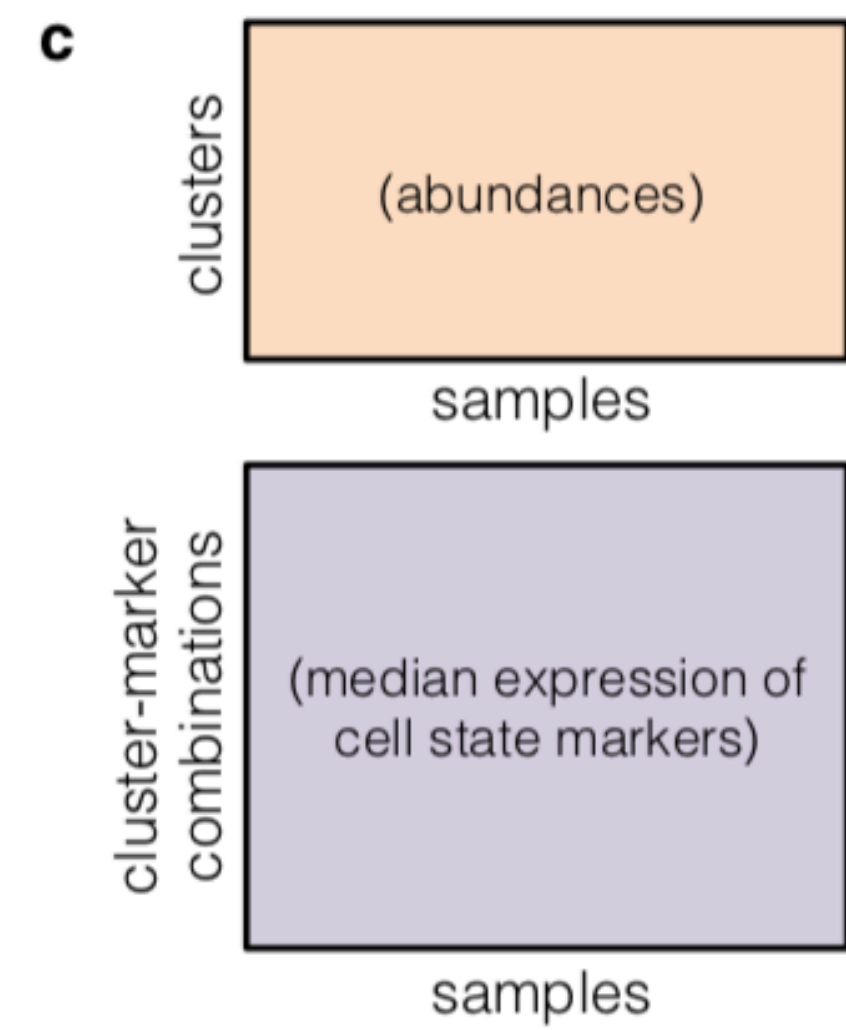 c
clusters
(abundances)
samples
cluster-marker
combinations
(median expression of
cell state markers)
samples